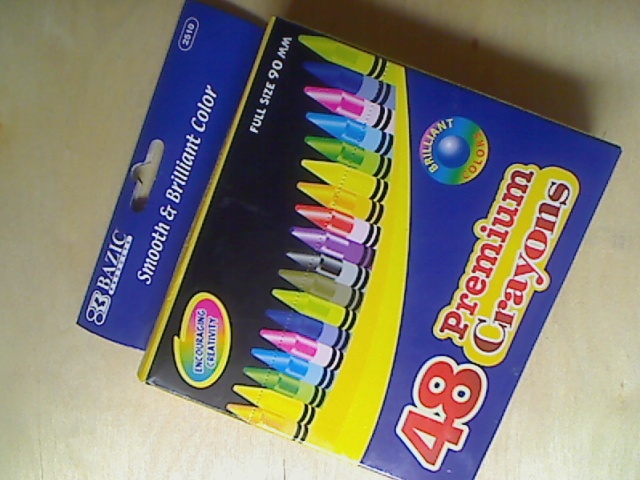 2510
BAZIC
Smooth & Brilliant Color
FULL SIZE 90 MM
ENCOURAGING
CREATIVITY
BRILLIANT
COLORS
48
Premium
Crayons